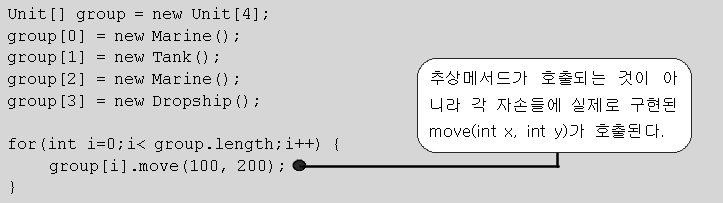 Unit[] group = new Unit[4];
group[0] = new Marine();
group[1] = new Tank();
group[2] = new Marine();
group[3] = new Dropship();
for(int i=0;i< group.length;i++) {
group[i].move(100, 200);
}
추상메서드가 호출되는 것이 아
니라 각 자손들에 실제로 구현된
move(int x, int y)가 호출된다.